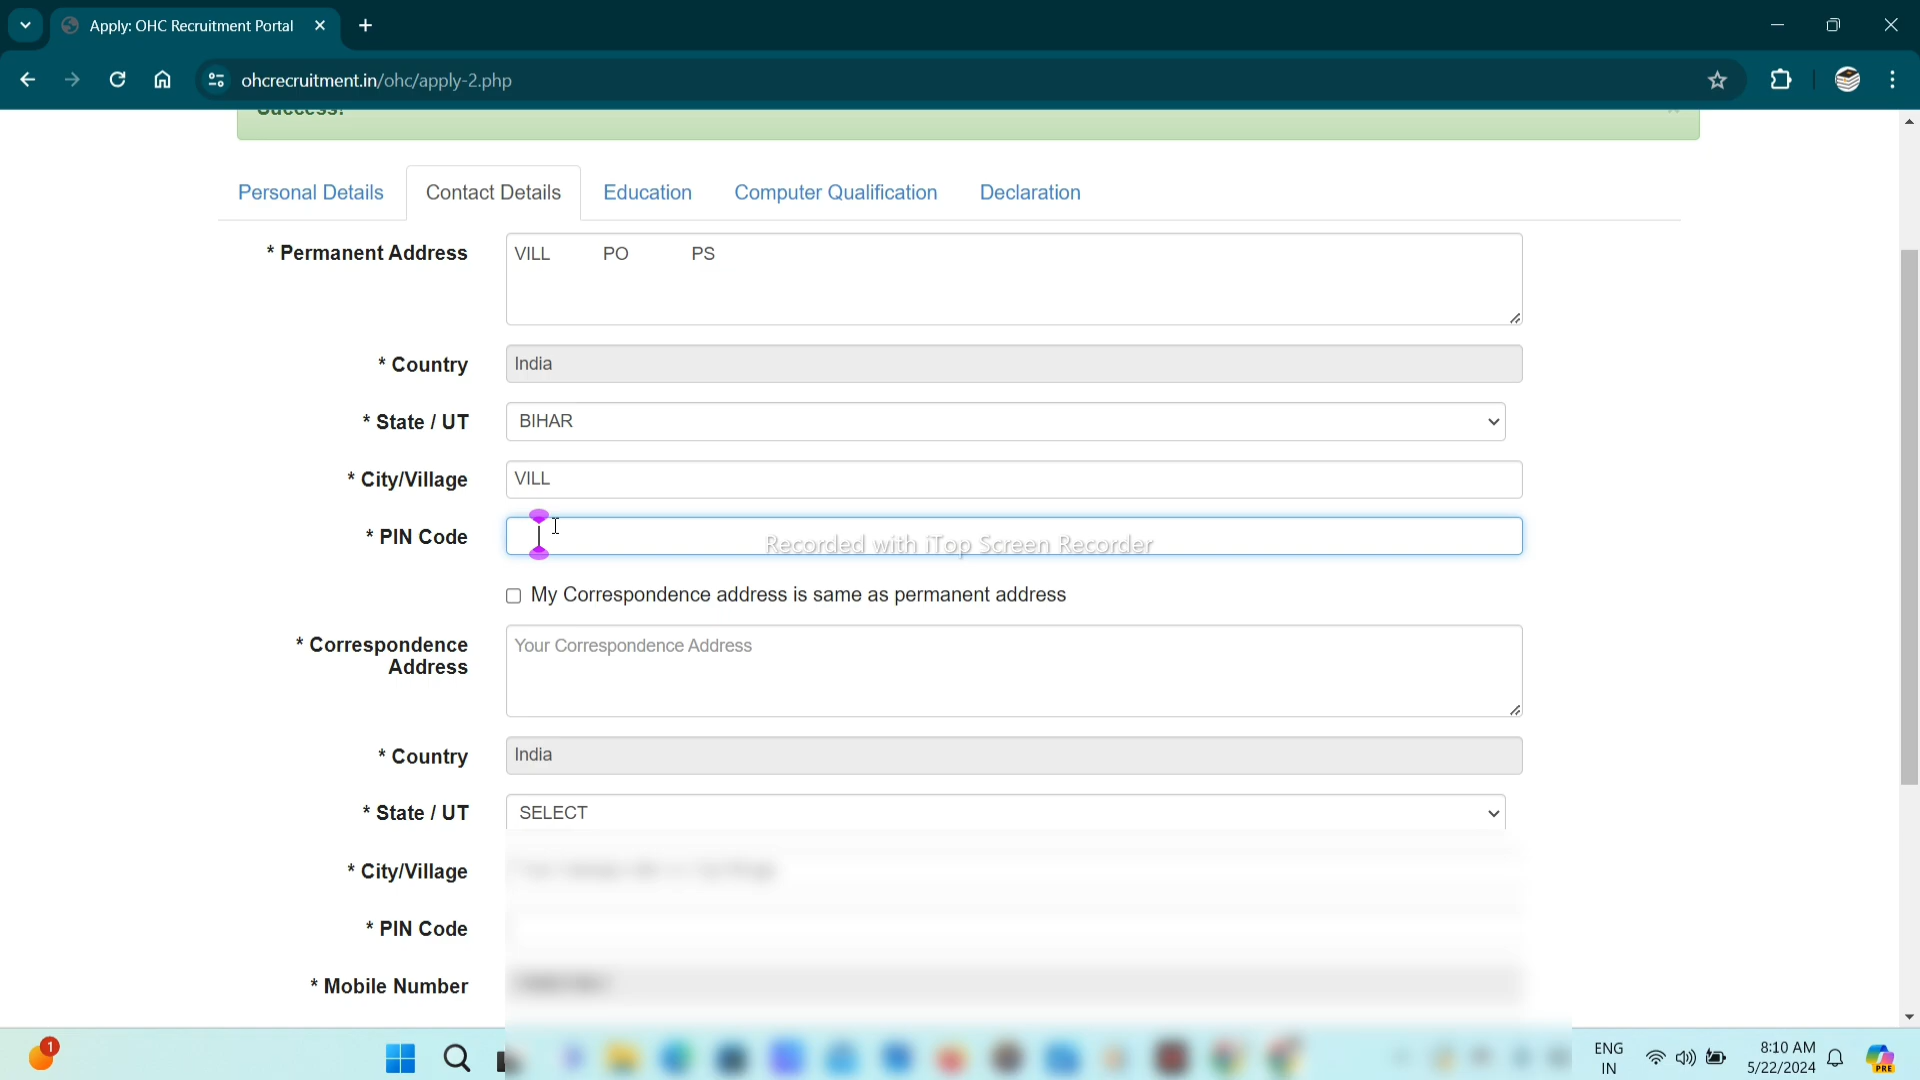 Apply: OHC Recruitment Portal
ohcrecruitment.in/ohc/apply-2.php
Success!
Personal Details Contact Details Education Computer Qualification Declaration
* Permanent Address VILL PO PS
* Country India
* State / UT BIHAR
* City/Village VILL
* PIN Code
Recorded with iTop Screen Recorder
My Correspondence address is same as permanent address
* Correspondence Address Your Correspondence Address
* Country India
* State / UT SELECT
* City/Village
* PIN Code
* Mobile Number
1
ENG 8:10 AM
IN 5/22/2024
PRE